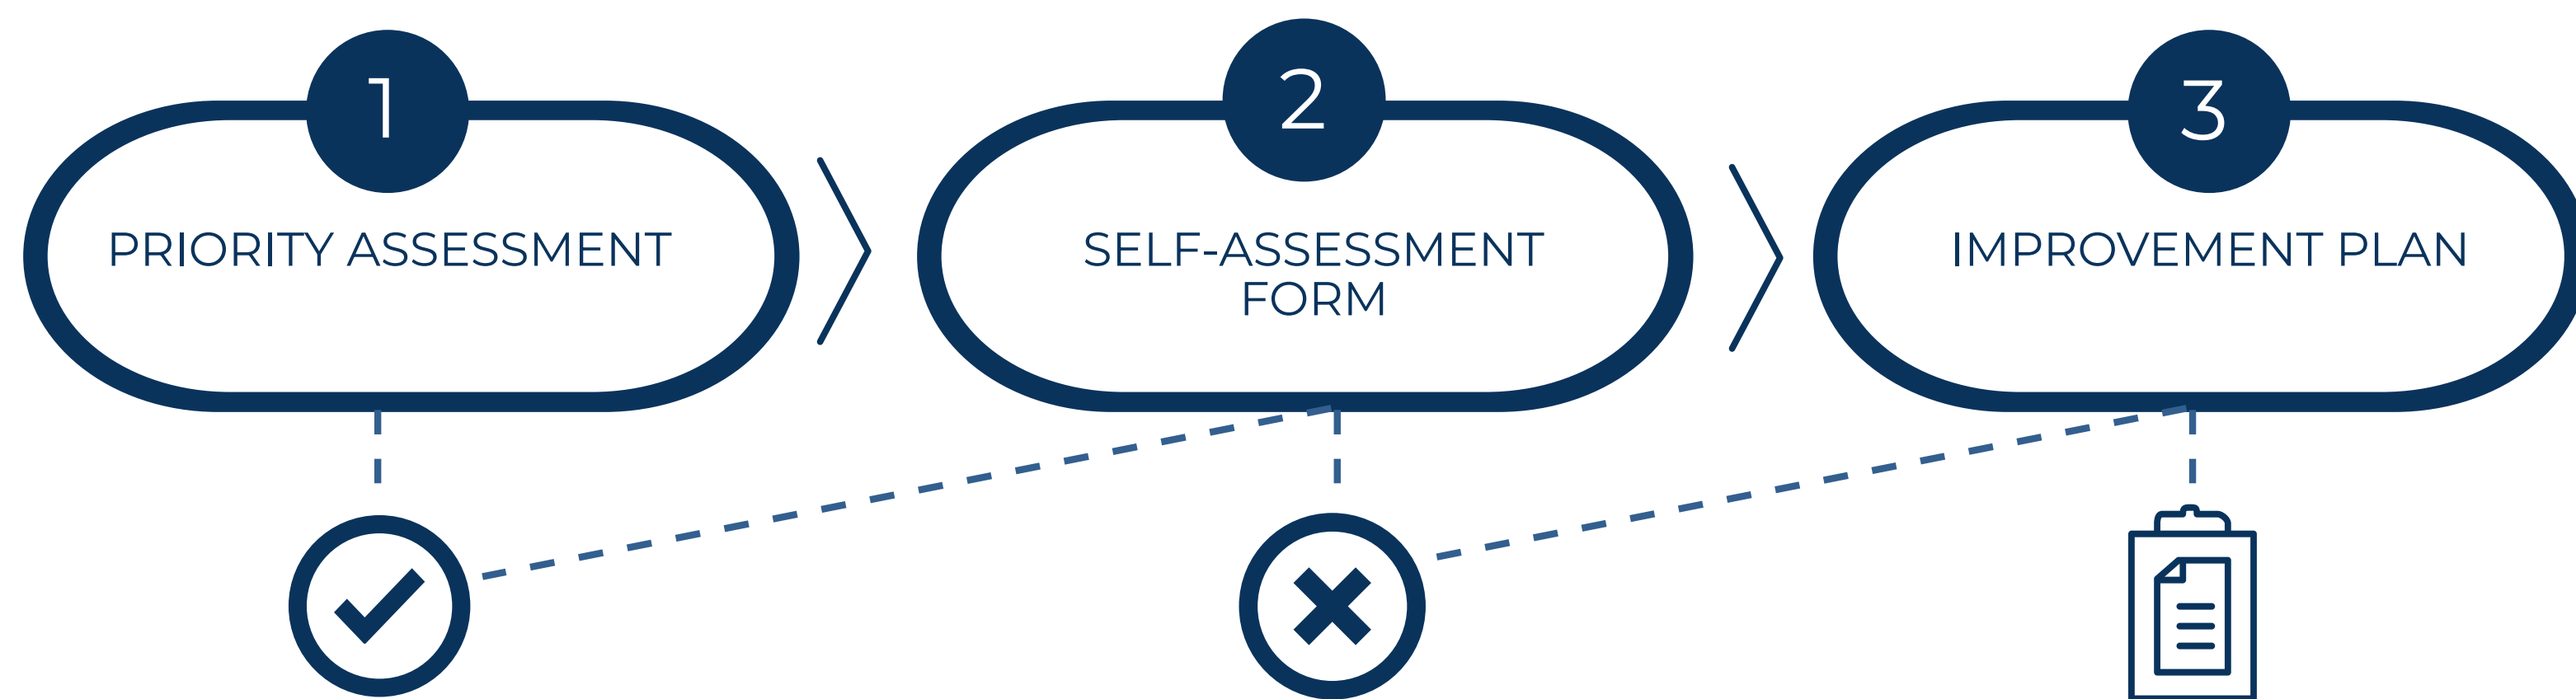 1
PRIORITY ASSESSMENT
2
SELF-ASSESSMENT
FORM
3
IMPROVEMENT PLAN